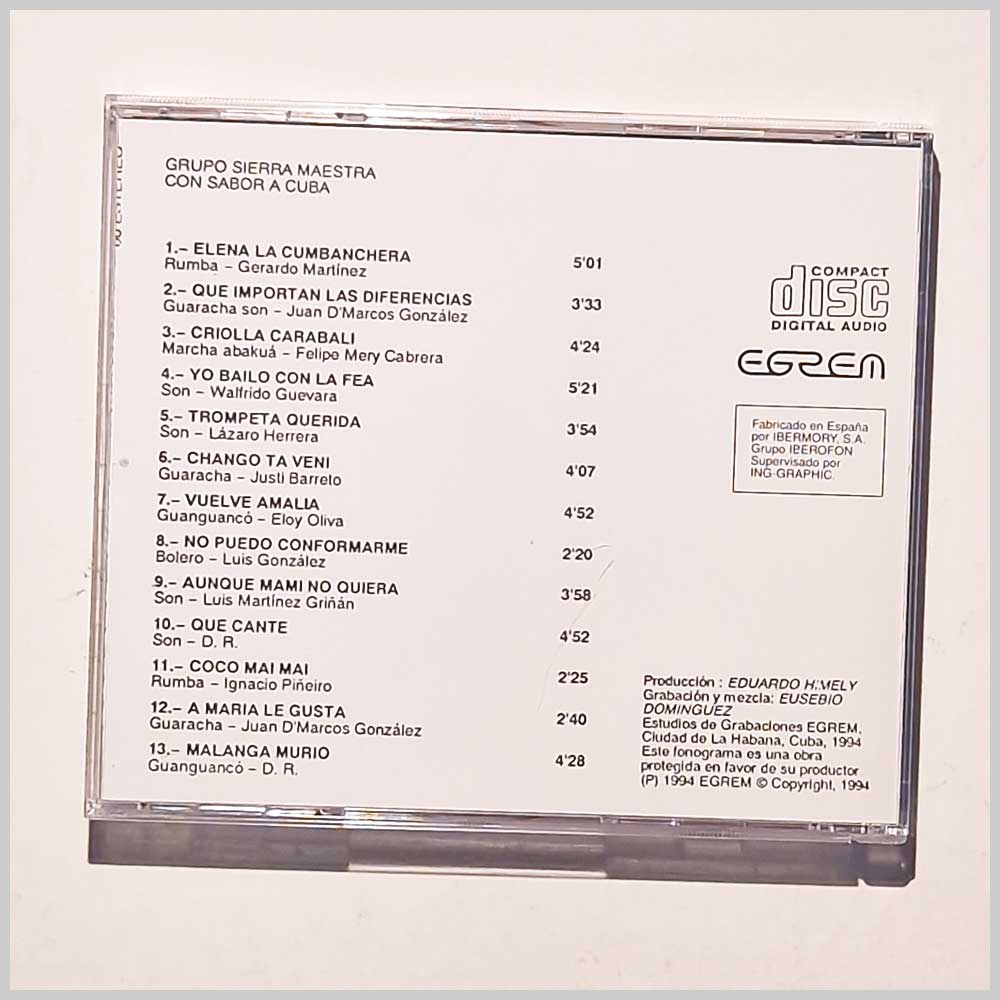 GRUPO SIERRA MAESTRA
CON SABOR A CUBA
1.– ELENA LA CUMBANCHERA 5'01
Rumba – Gerardo Martínez
2.– QUE IMPORTAN LAS DIFERENCIAS 3'33
Guaracha son – Juan D'Marcos González
3.– CRIOLLA CARABALI 4'24
Marcha abakuá – Felipe Mery Cabrera
4.– YO BAILO CON LA FEA 5'21
Son – Walfrido Guevara
5.– TROMPETA QUERIDA 3'54
Son – Lázaro Herrera
6.– CHANGO TA VENI 4'07
Guaracha – Justi Barreto
7.– VUELVE AMALIA 4'52
Guanguancó – Eloy Oliva
8.– NO PUEDO CONFORMARME 2'20
Bolero – Luis González
9.– AUNQUE MAMI NO QUIERA 3'58
Son – Luis Martínez Griñán
10.– QUE CANTE 4'52
Son – D. R.
11.– COCO MAI MAI 2'25
Rumba – Ignacio Piñeiro
12.– A MARIA LE GUSTA 2'40
Guaracha – Juan D'Marcos González
13.– MALANGA MURIO 4'28
Guanguancó – D. R.
COMPACT
disc
DIGITAL AUDIO
EGREM
Fabricado en España
por IBERMORY, S.A.
Grupo IBEROFON
Supervisado por
ING-GRAPHIC.
Producción : EDUARDO H:MELY
Grabación y mezcla: EUSEBIO
DOMINGUEZ
Estudios de Grabaciones EGREM,
Ciudad de La Habana, Cuba, 1994
Este fonograma es una obra
protegida en favor de su productor
(P) 1994 EGREM © Copyright, 1994